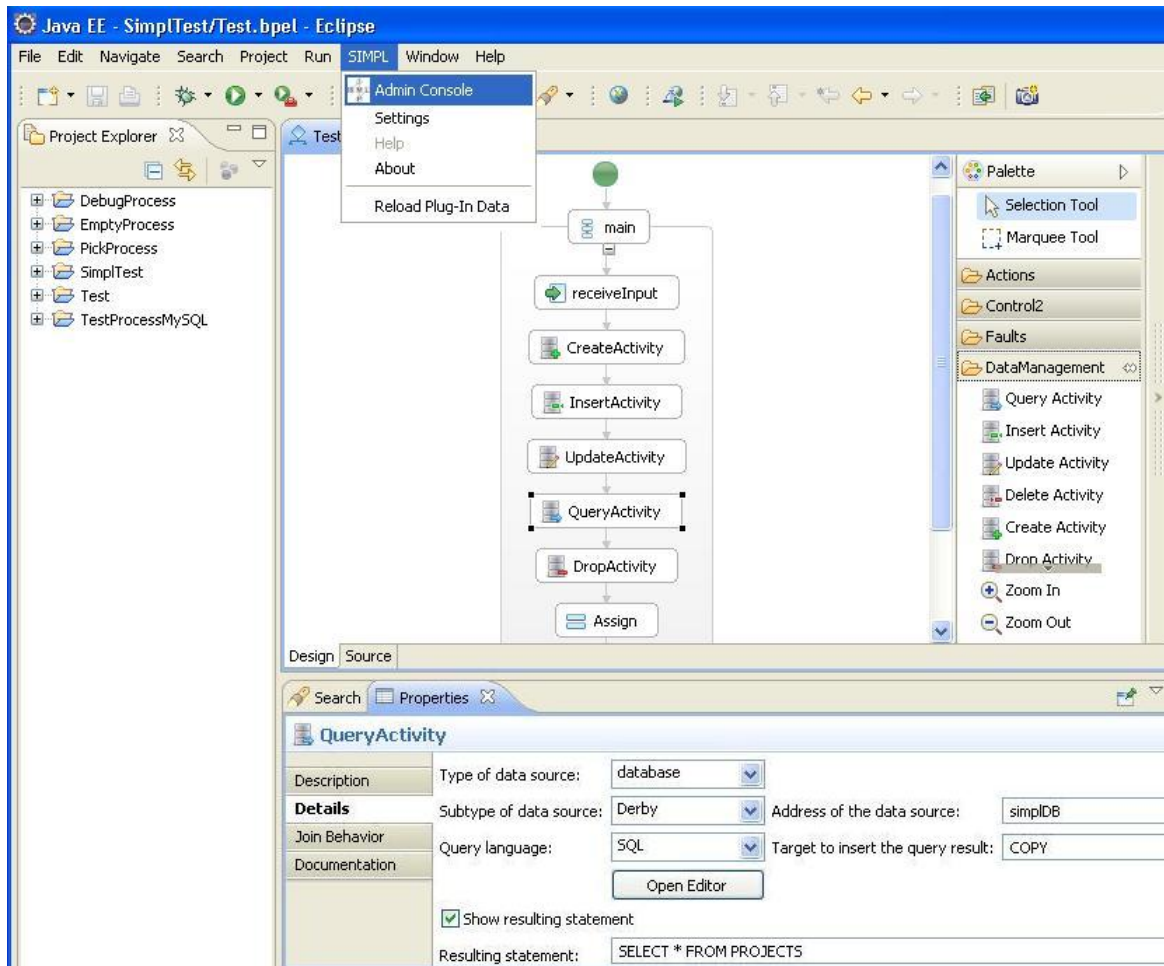 Java EE - SimplTest/Test.bpel - Eclipse
File Edit Navigate Search Project Run SIMPL Window Help
Admin Console
Settings
Help
About
Reload Plug-In Data
Project Explorer
DebugProcess
EmptyProcess
PickProcess
SimplTest
Test
TestProcessMySQL
Test
main
receiveInput
CreateActivity
InsertActivity
UpdateActivity
QueryActivity
DropActivity
Assign
Palette
Selection Tool
Marquee Tool
Actions
Control2
Faults
DataManagement
Query Activity
Insert Activity
Update Activity
Delete Activity
Create Activity
Drop Activity
Zoom In
Zoom Out
Design Source
Search Properties
QueryActivity
Description
Details
Join Behavior
Documentation
Type of data source: database
Subtype of data source: Derby Address of the data source: simplDB
Query language: SQL Target to insert the query result: COPY
Open Editor
Show resulting statement
Resulting statement: SELECT * FROM PROJECTS